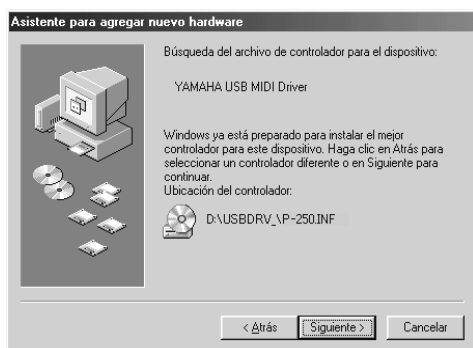 Asistente para agregar nuevo hardware
Búsqueda del archivo de controlador para el dispositivo:
YAMAHA USB MIDI Driver
Windows ya está preparado para instalar el mejor
controlador para este dispositivo. Haga clic en Atrás para
seleccionar un controlador diferente o en Siguiente para
continuar.
Ubicación del controlador:
D:\USBDRV_\P-250.INF
< Atrás
Siguiente >
Cancelar